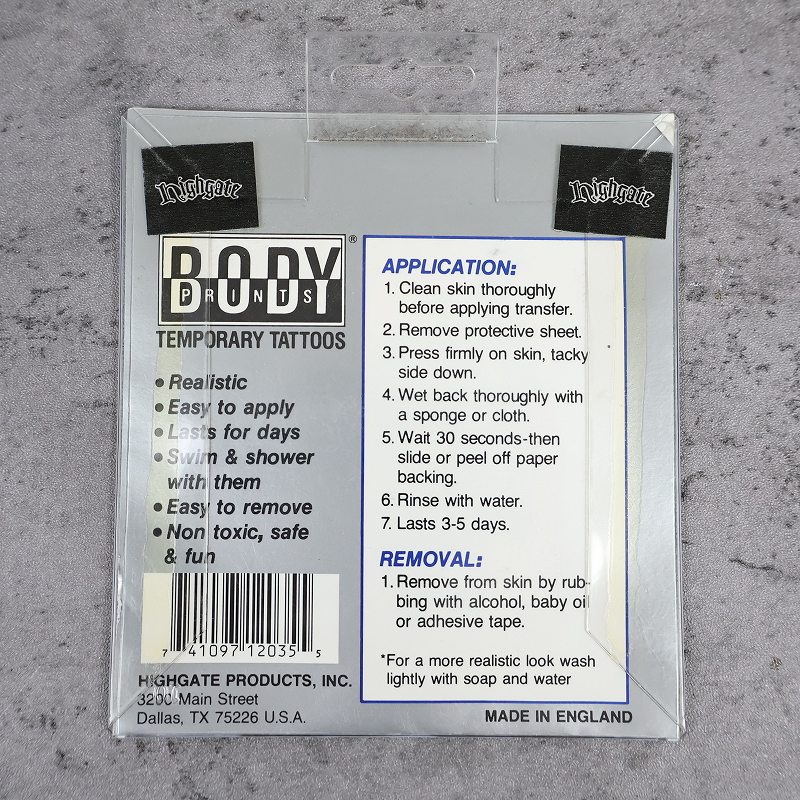 highgate
highgate
BODY®
PRINTS
TEMPORARY TATTOOS
• Realistic
• Easy to apply
• Lasts for days
• Swim & shower
with them
• Easy to remove
• Non toxic, safe
& fun
7 41097 12035 5
HIGHGATE PRODUCTS, INC.
3200 Main Street
Dallas, TX 75226 U.S.A.
APPLICATION:
1. Clean skin thoroughly
before applying transfer.
2. Remove protective sheet.
3. Press firmly on skin, tacky
side down.
4. Wet back thoroughly with
a sponge or cloth.
5. Wait 30 seconds-then
slide or peel off paper
backing.
6. Rinse with water.
7. Lasts 3-5 days.
REMOVAL:
1. Remove from skin by rub-
bing with alcohol, baby oil
or adhesive tape.
*For a more realistic look wash
lightly with soap and water
MADE IN ENGLAND